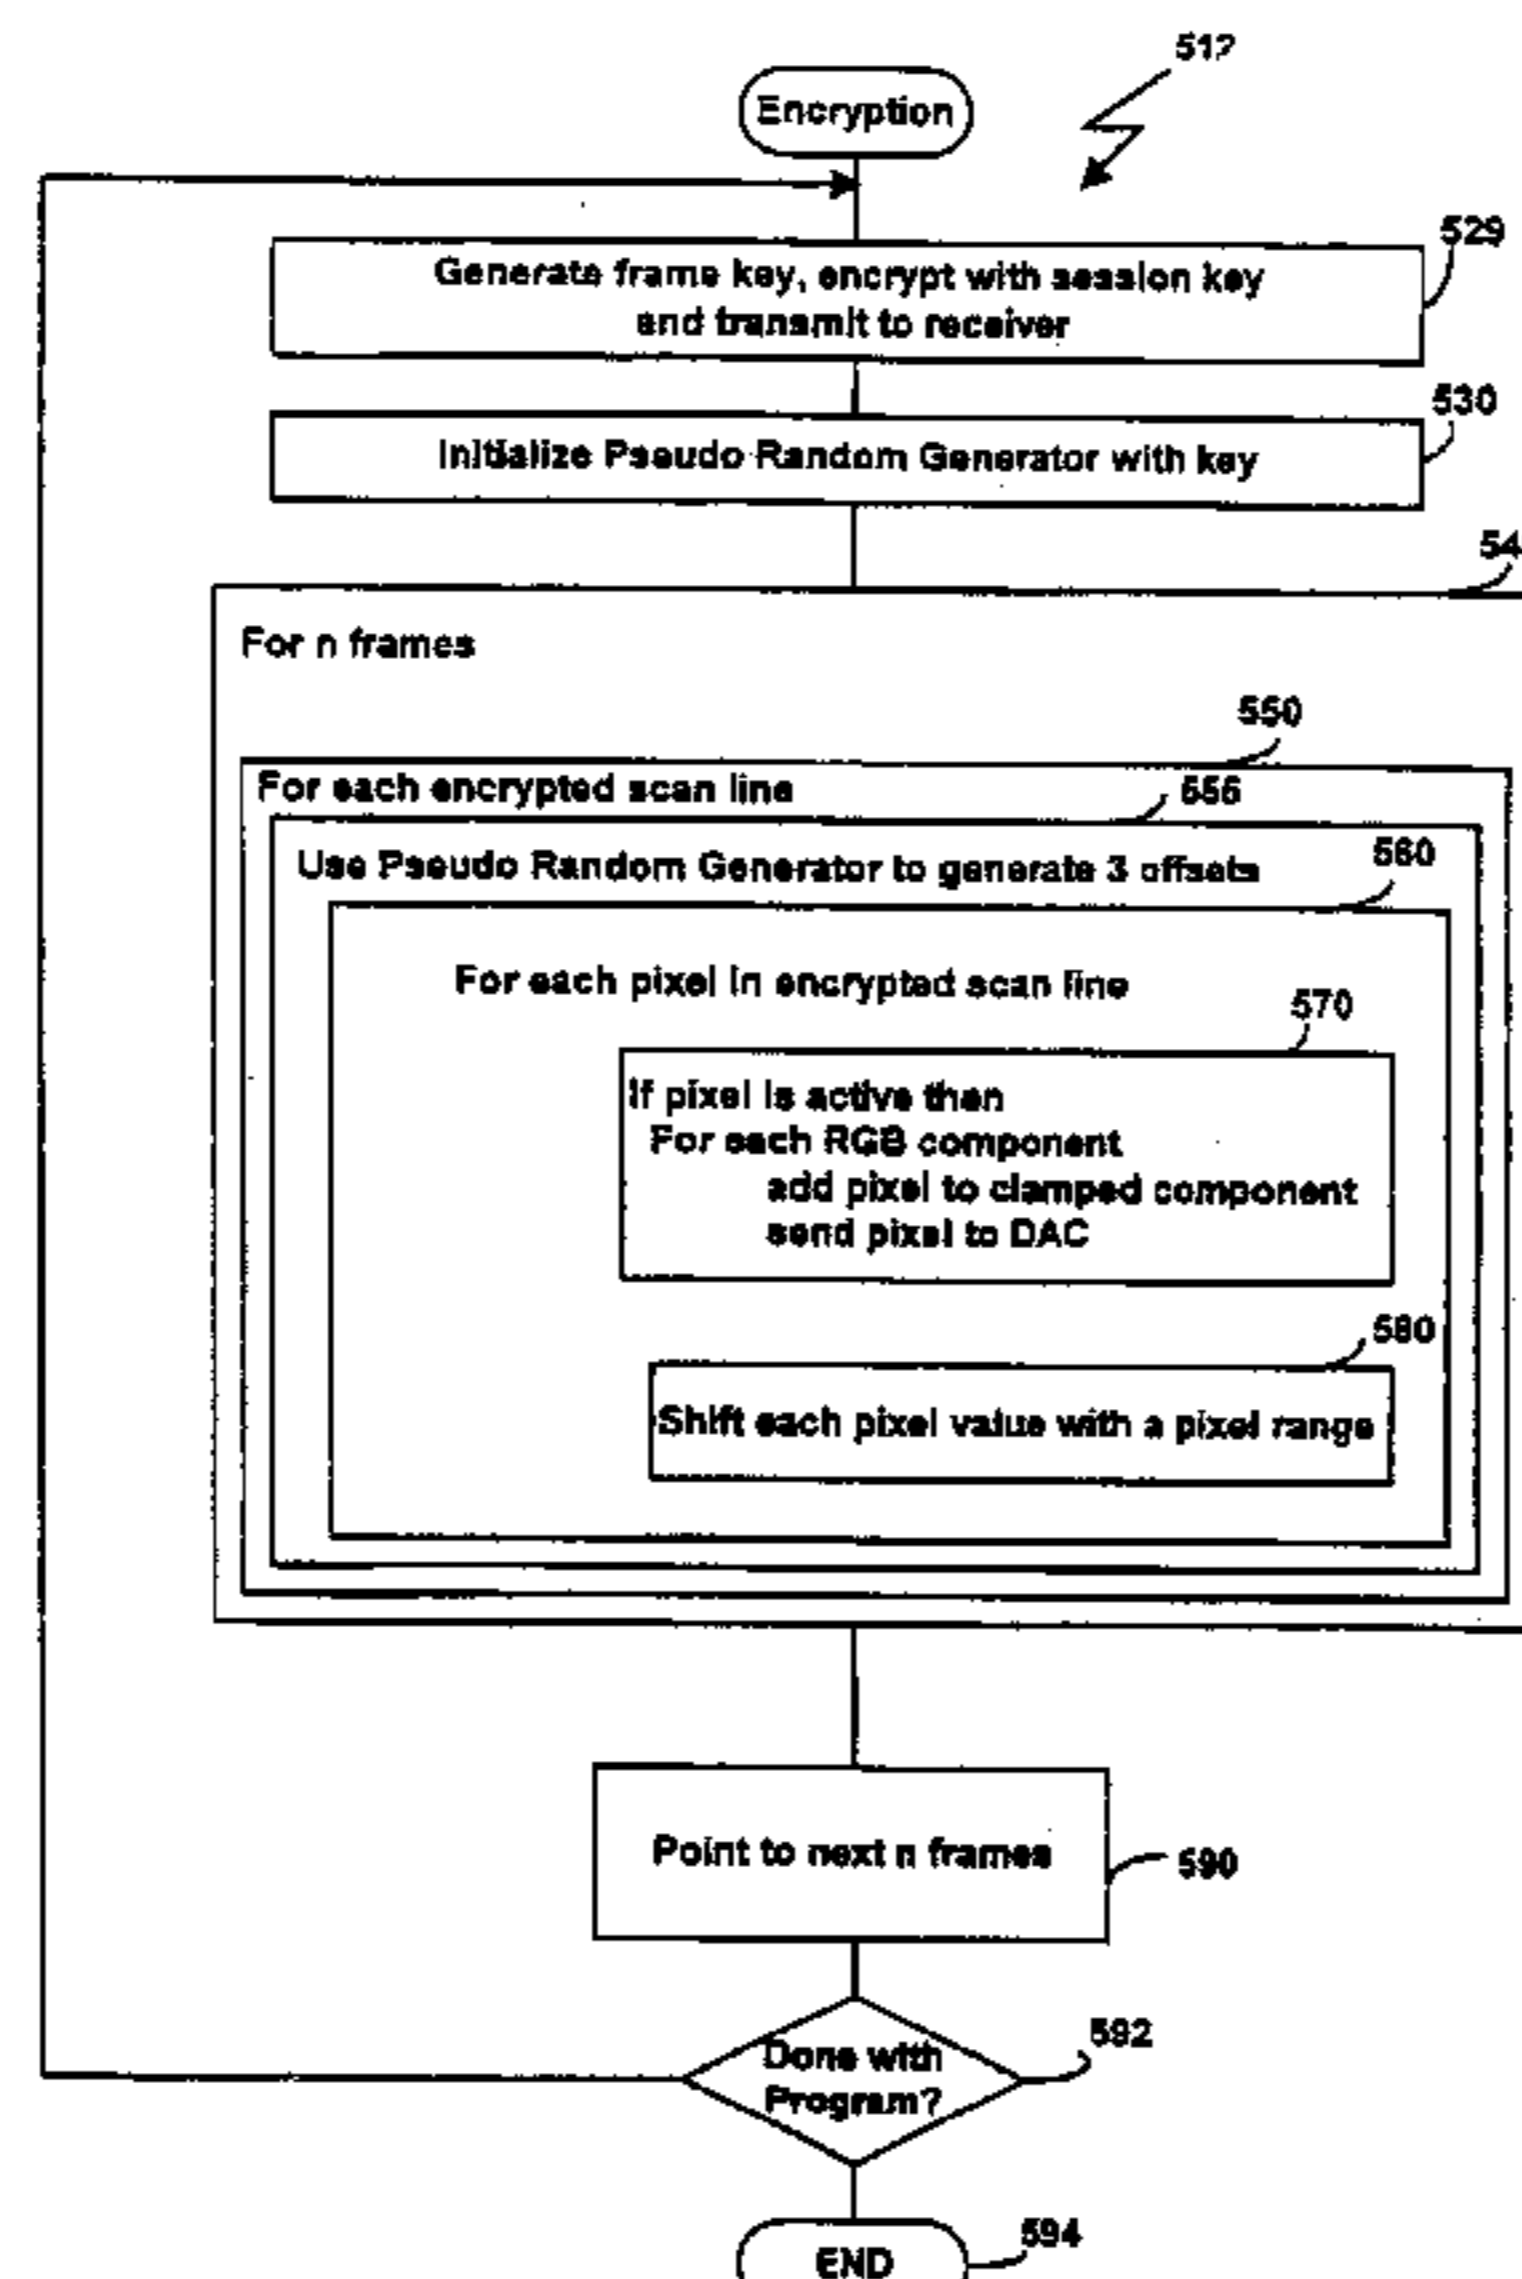 512
Encryption
529
Generate frame key, encrypt with session key
and transmit to receiver
530
Initialize Pseudo Random Generator with key
54
For n frames
550
For each encrypted scan line
556
Use Pseudo Random Generator to generate 3 offsets
560
For each pixel in encrypted scan line
570
If pixel is active then
For each RGB component
add pixel to clamped component
send pixel to DAC
580
Shift each pixel value with a pixel range
Point to next n frames
590
592
Done with
Program?
594
END